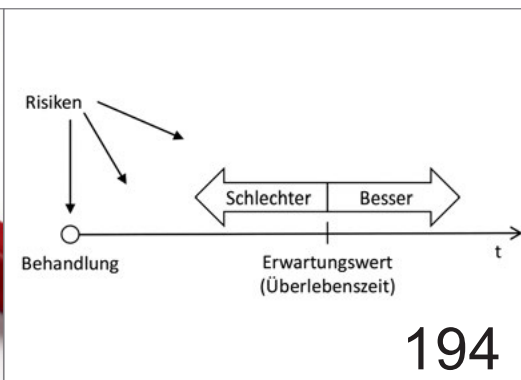 Risiken
Schlechter
Besser
Behandlung
Erwartungswert
(Überlebenszeit)
t
194